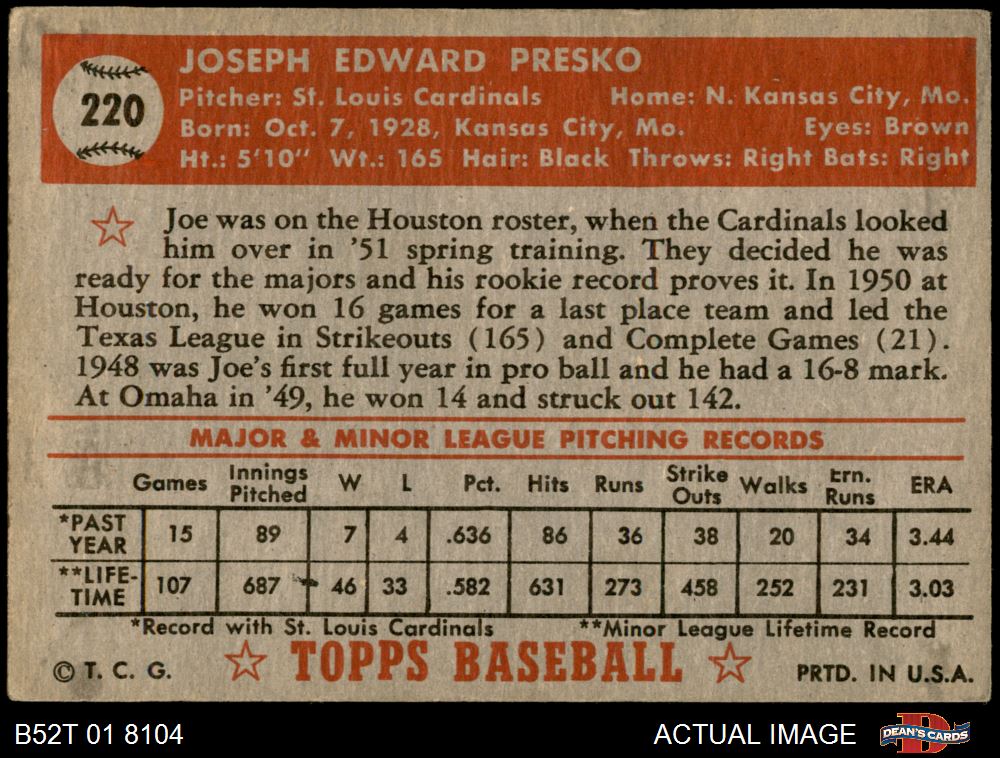 220
JOSEPH EDWARD PRESKO
Pitcher: St. Louis Cardinals Home: N. Kansas City, Mo.
Born: Oct. 7, 1928, Kansas City, Mo. Eyes: Brown
Ht.: 5'10" Wt.: 165 Hair: Black Throws: Right Bats: Right
Joe was on the Houston roster, when the Cardinals looked
him over in '51 spring training. They decided he was
ready for the majors and his rookie record proves it. In 1950 at
Houston, he won 16 games for a last place team and led the
Texas League in Strikeouts (165) and Complete Games (21).
1948 was Joe's first full year in pro ball and he had a 16-8 mark.
At Omaha in '49, he won 14 and struck out 142.
MAJOR & MINOR LEAGUE PITCHING RECORDS
Games Innings Pitched W L Pct. Hits Runs Strike Outs Walks Ern. Runs ERA
*PAST YEAR 15 89 7 4 .636 86 36 38 20 34 3.44
**LIFE-TIME 107 687 46 33 .582 631 273 458 252 231 3.03
*Record with St. Louis Cardinals **Minor League Lifetime Record
© T. C. G. TOPPS BASEBALL PRTD. IN U.S.A.
B52T 01 8104 ACTUAL IMAGE DEAN'S CARDS